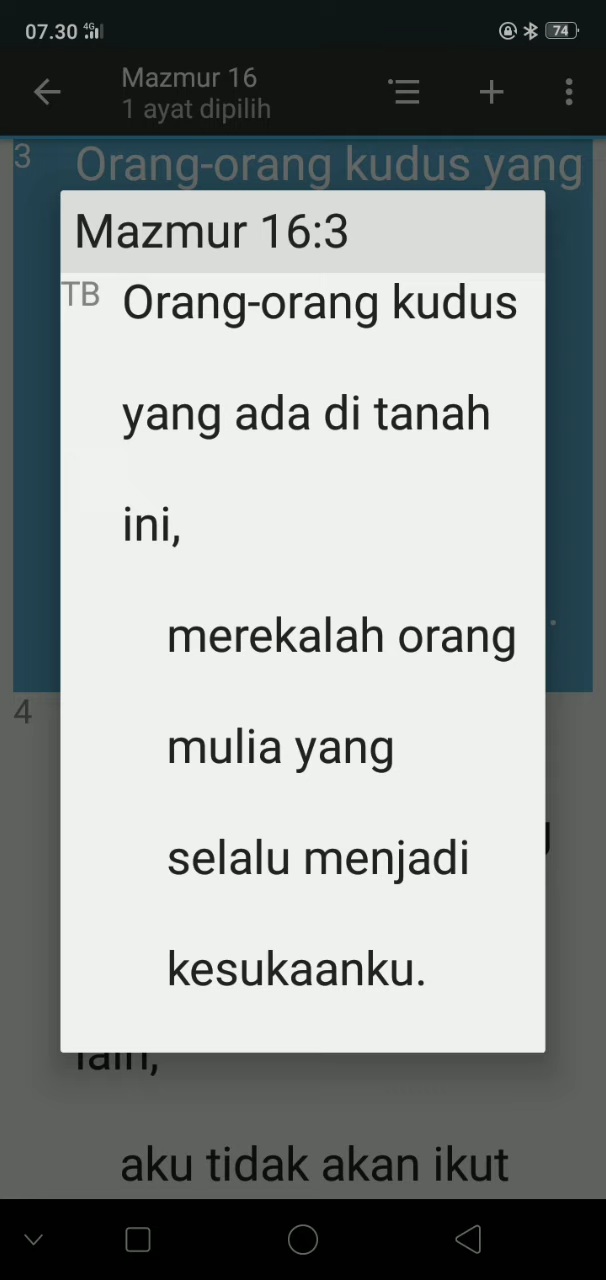 07.30 4G 74
Mazmur 16
1 ayat dipilih
3 Orang-orang kudus yang
Mazmur 16:3
TB Orang-orang kudus
yang ada di tanah
ini,
merekalah orang
mulia yang
selalu menjadi
kesukaanku.
4
lain,
aku tidak akan ikut